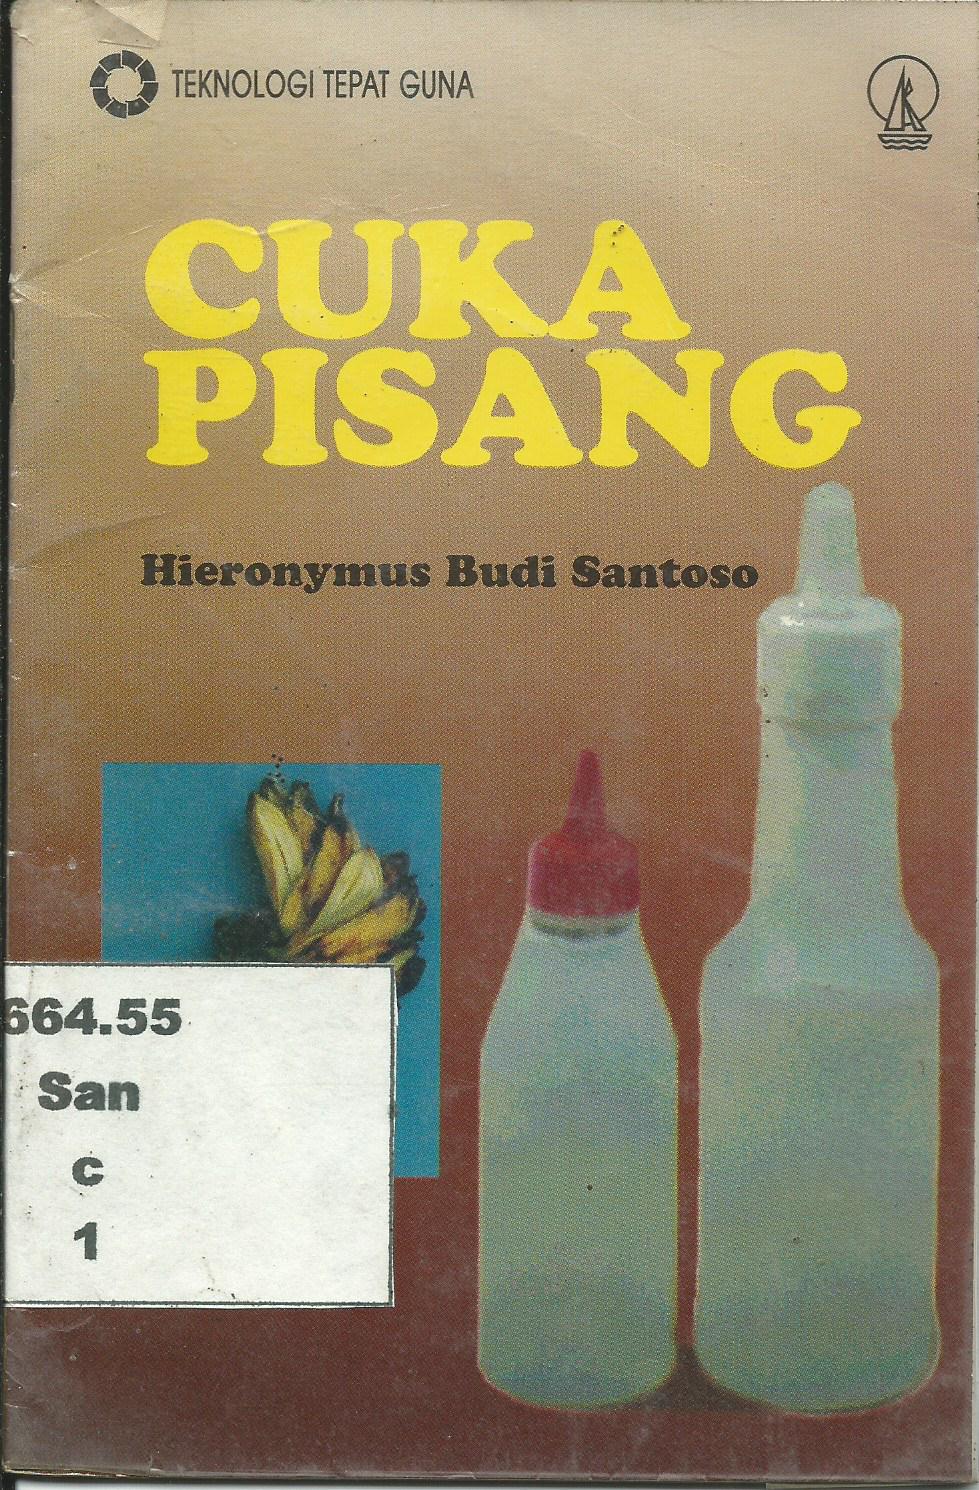 TEKNOLOGI TEPAT GUNA
CUKA
PISANG
Hieronymus Budi Santoso
664.55
San
c
1